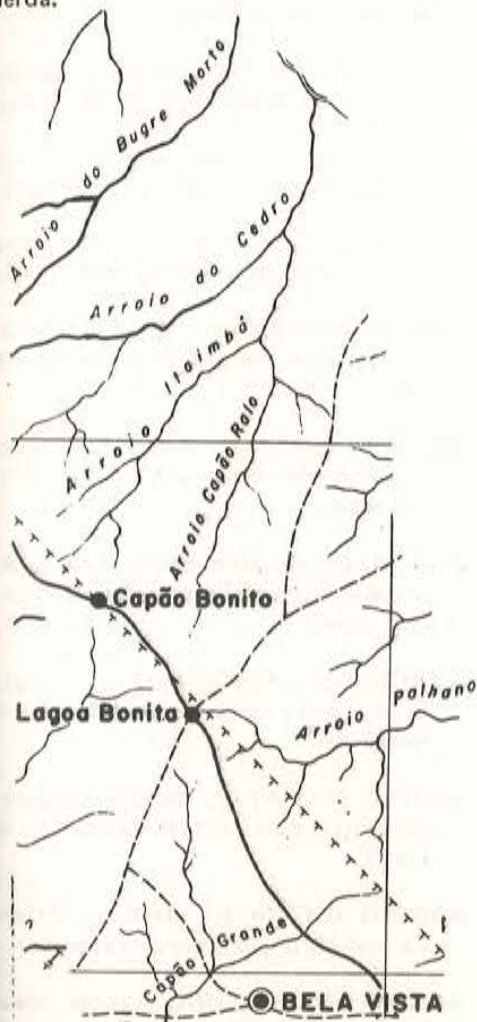 Arroio do Bugre Morto
Arroio do Cedro
Arroio Itaimbá
Arroio Capão Ralo
Capão Bonito
Lagoa Bonita
Arroio Palhano
Capão Grande
BELA VISTA